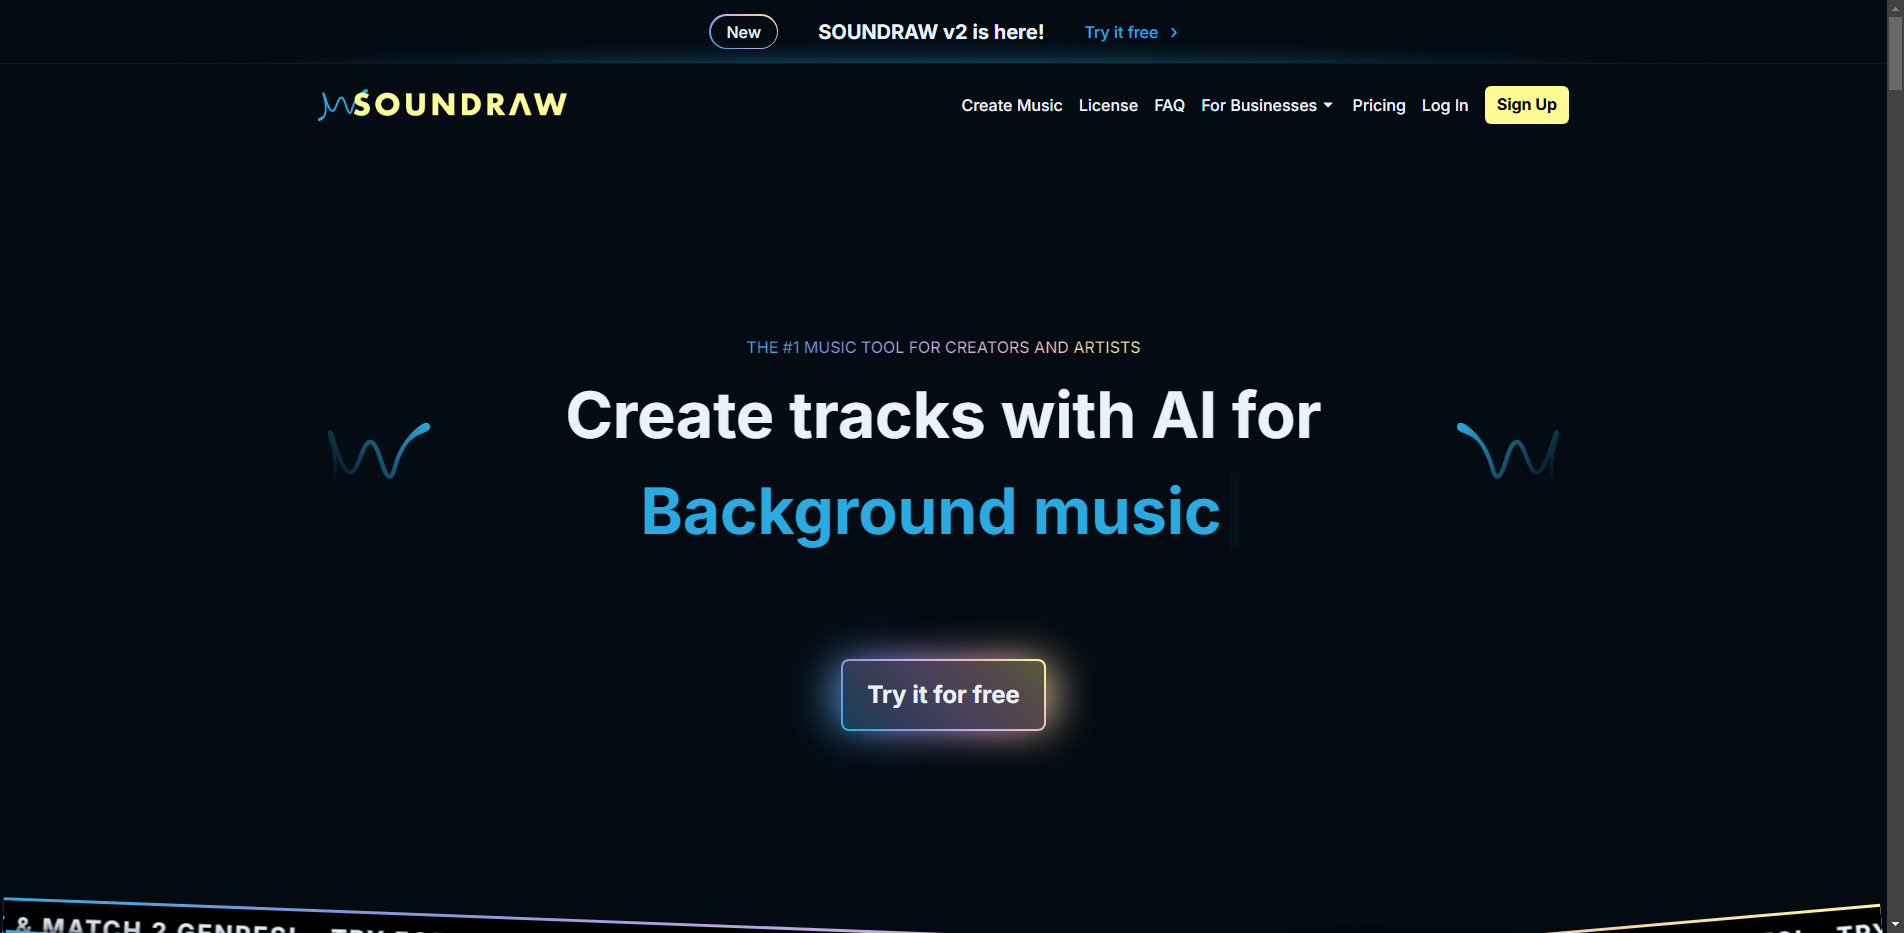 New SOUNDRAW v2 is here! Try it free
SOUNDRAW
Create Music License FAQ For Businesses Pricing Log In Sign Up
THE #1 MUSIC TOOL FOR CREATORS AND ARTISTS
Create tracks with AI for
Background music
Try it for free
& MATCH 2 GENRES! TRY
TRY